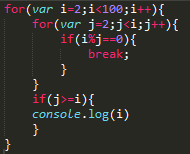 for(var i=2;i<100;i++){
for(var j=2;j<i;j++){
if(i%j==0){
break;
}
}
if(j>=i){
console.log(i)
}
}